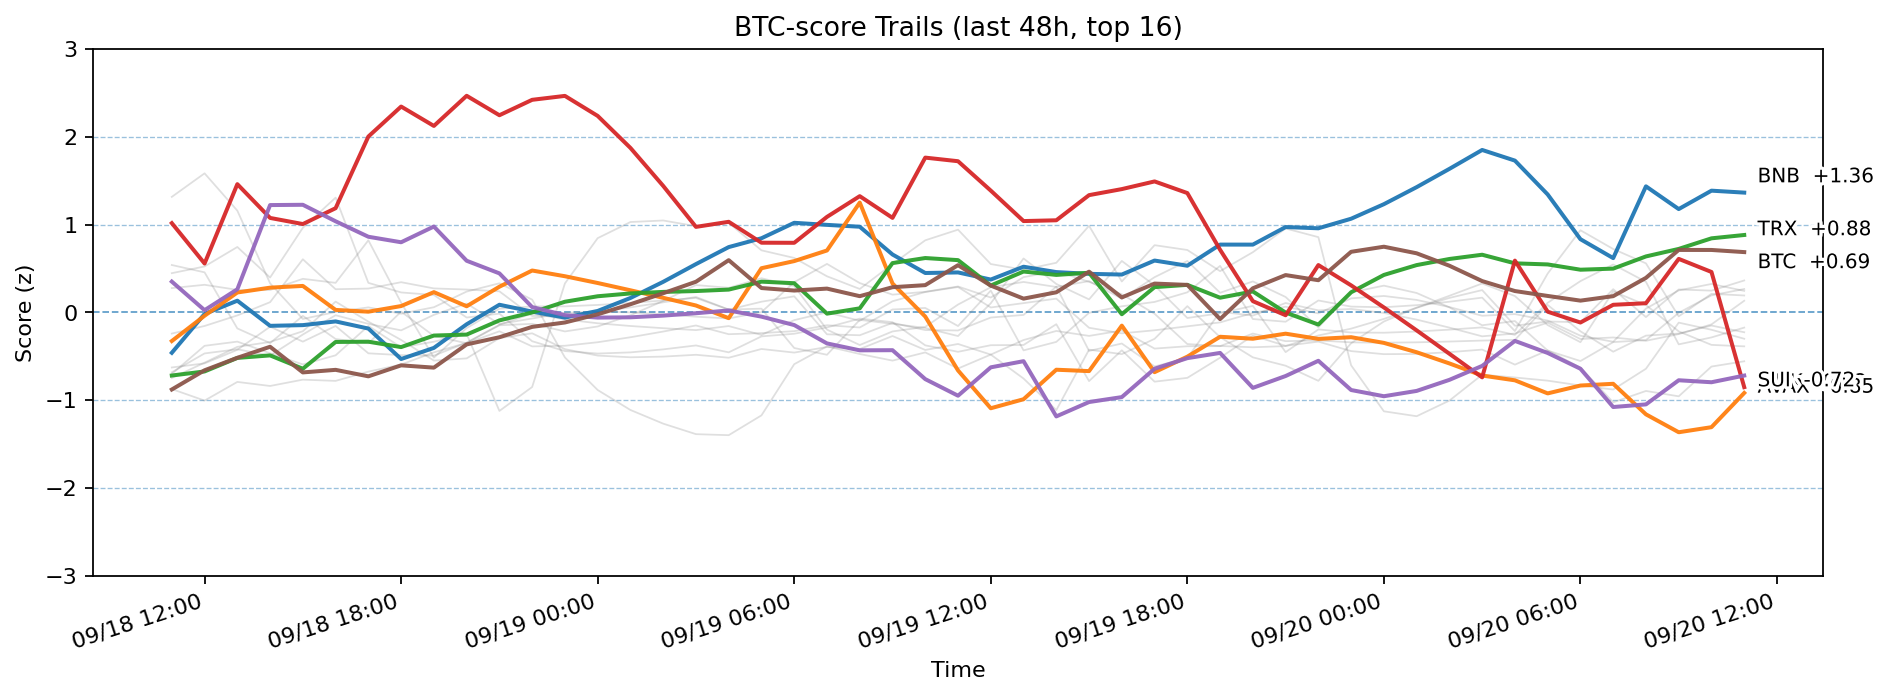 BTC-score Trails (last 48h, top 16)
3
2
1
0
−1
−2
−3
Score (z)
BNB +1.36
TRX +0.88
BTC +0.69
SUI -0.72
09/18 12:00
09/18 18:00
09/19 00:00
09/19 06:00
09/19 12:00
09/19 18:00
09/20 00:00
09/20 06:00
09/20 12:00
Time